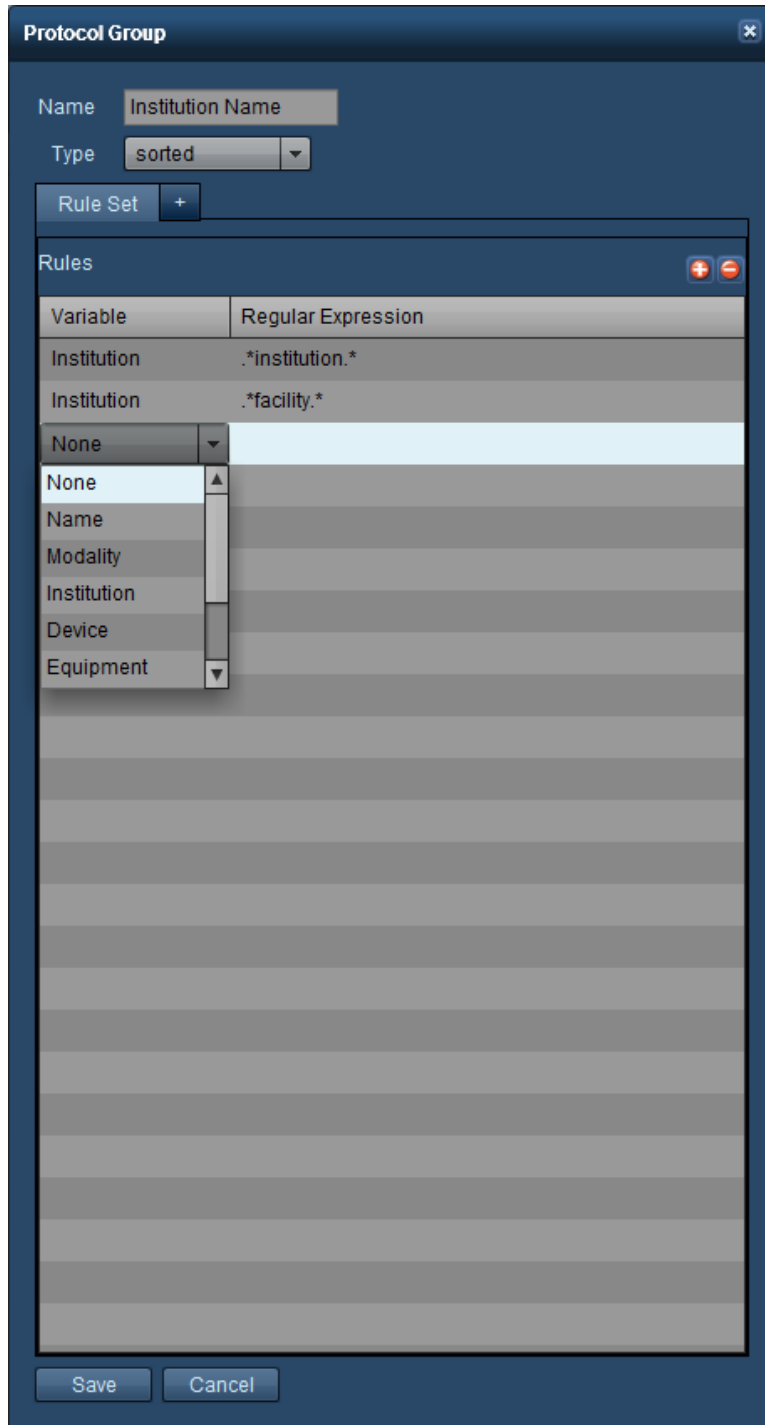 Protocol Group
Name Institution Name
Type sorted
Rule Set +
Rules
Variable Regular Expression
Institution .*institution.*
Institution .*facility.*
None
None
Name
Modality
Institution
Device
Equipment
Save Cancel